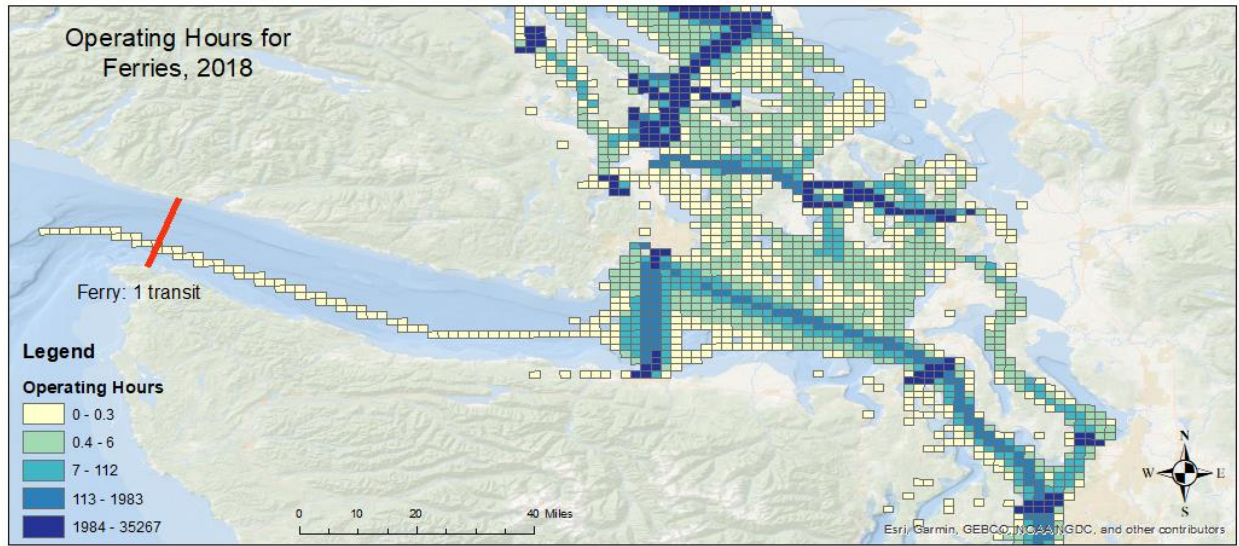 Operating Hours for
Ferries, 2018
Ferry: 1 transit
Legend
Operating Hours
0 - 0.3
0.4 - 6
7 - 112
113 - 1983
1984 - 35267
0 10 20 40 Miles
N
W E
S
Esri, Garmin, GEBCO, NOAA NGDC, and other contributors